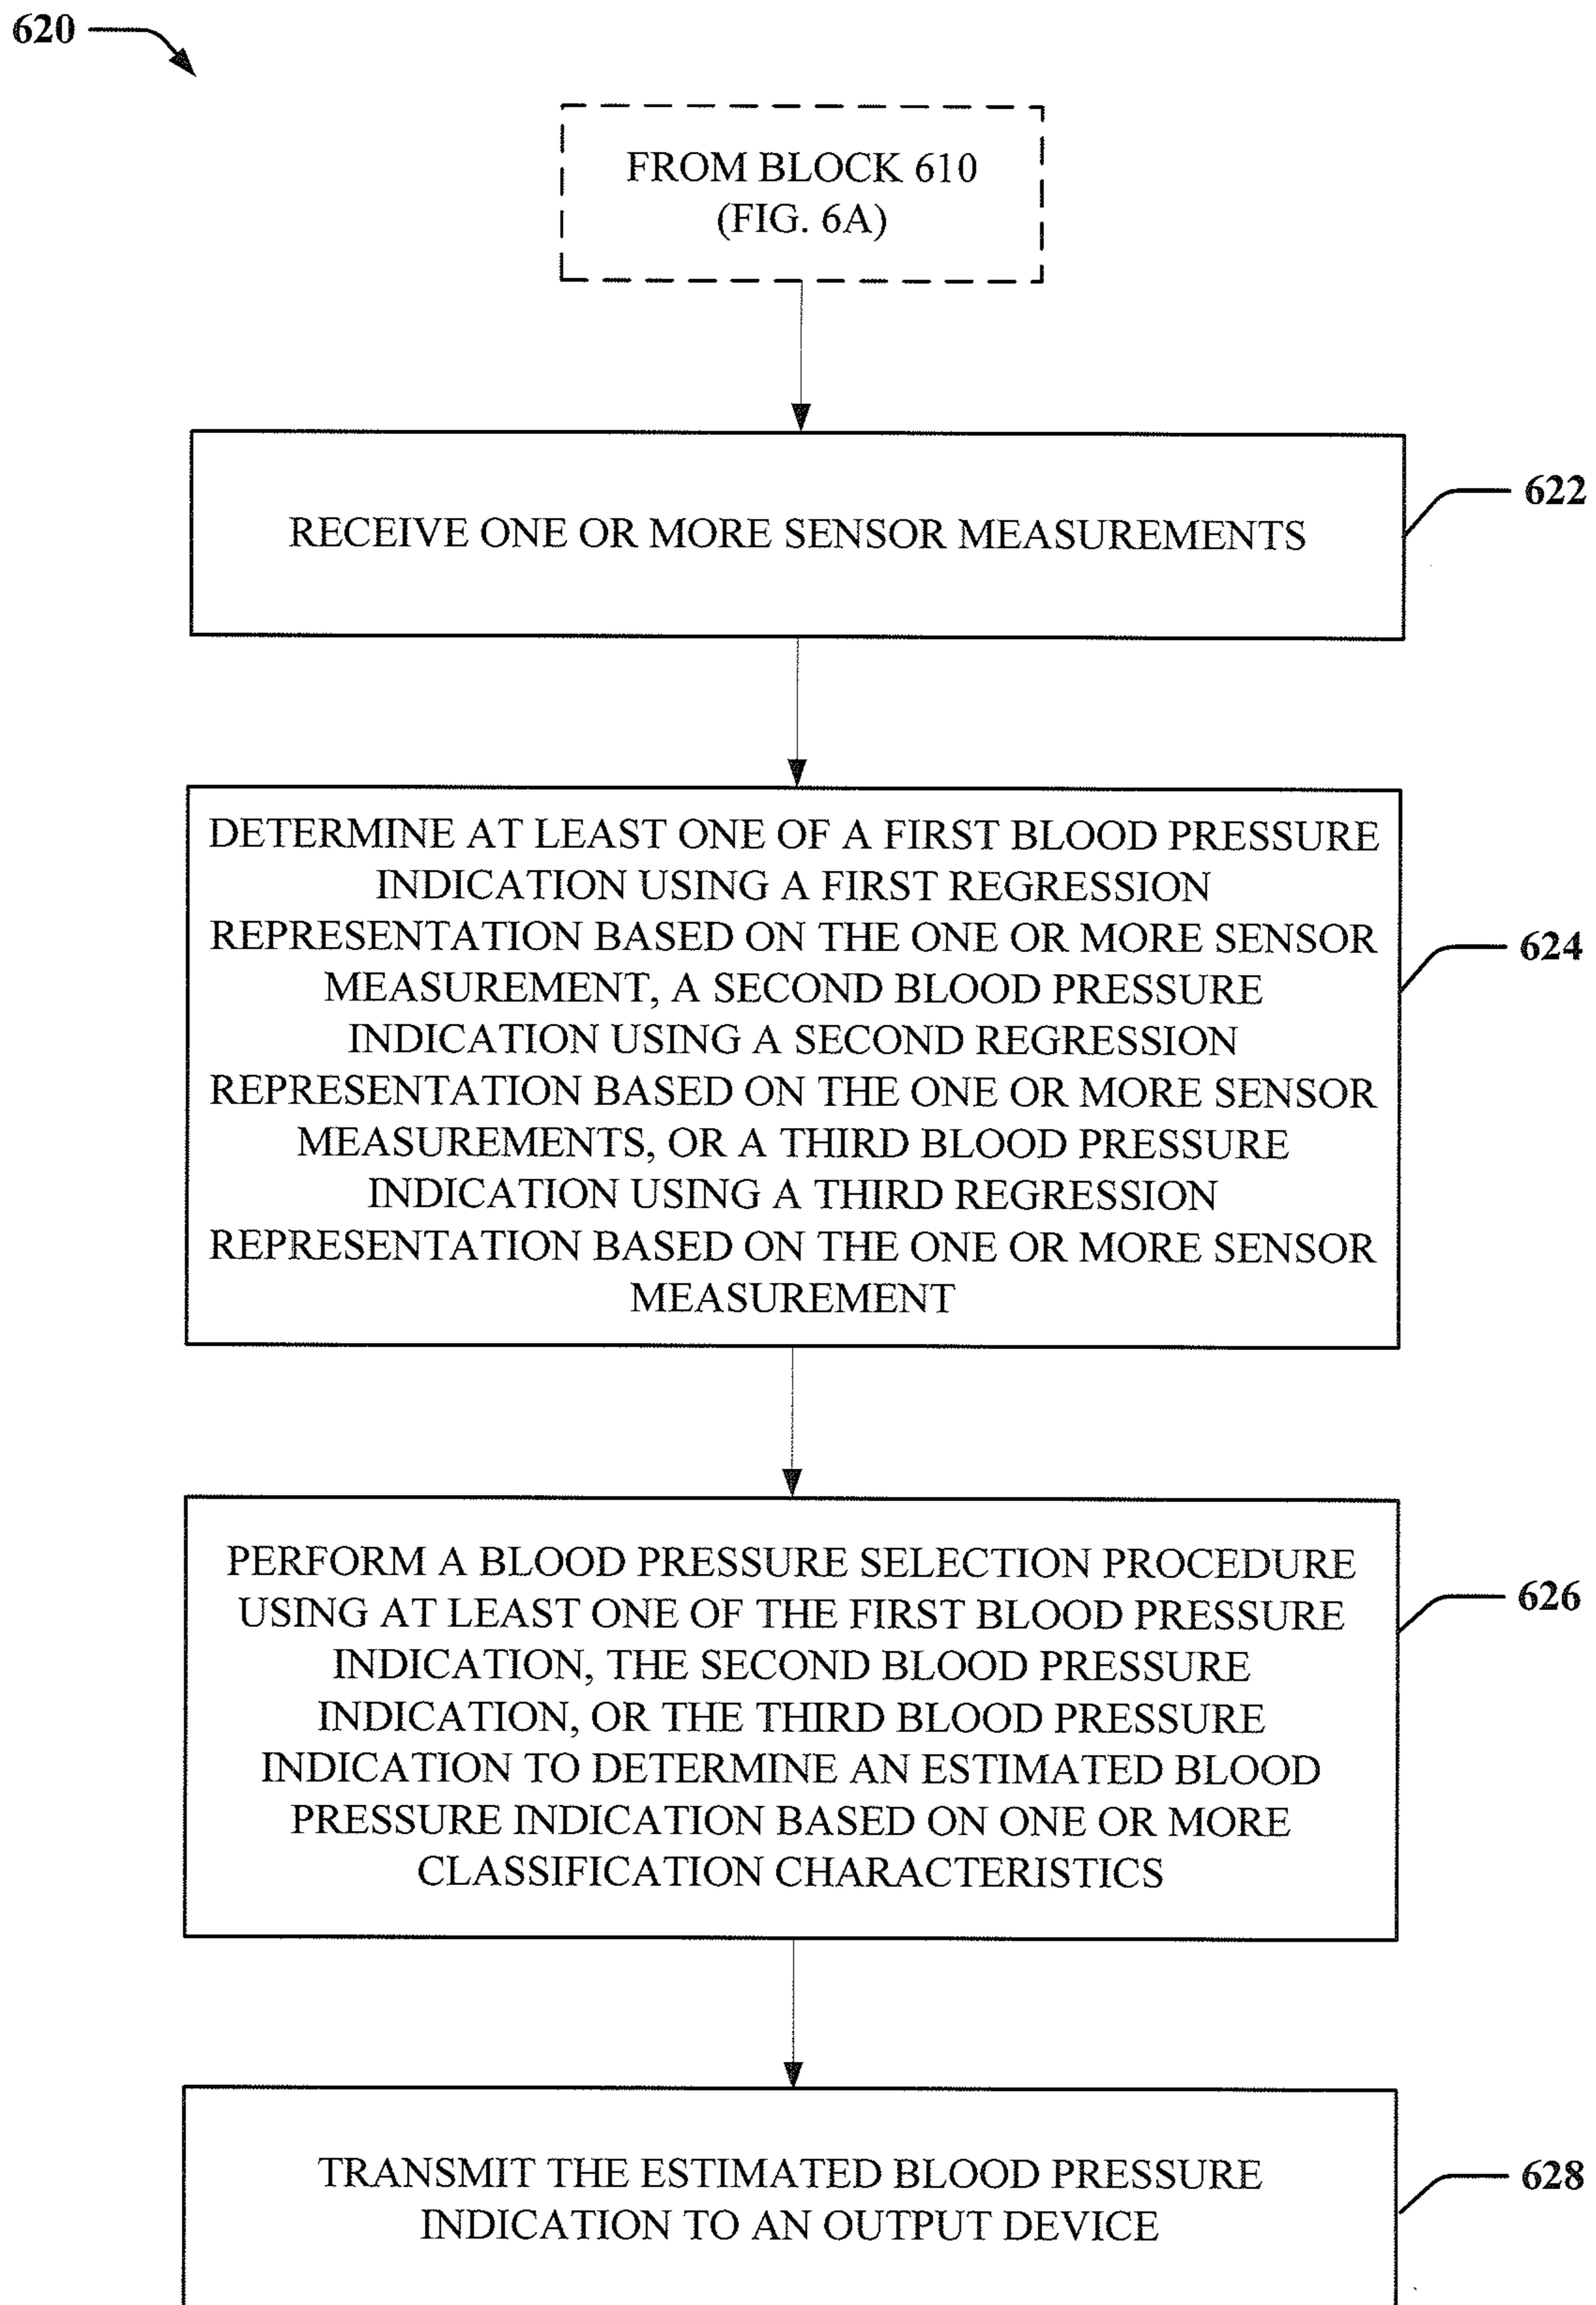 620
FROM BLOCK 610
(FIG. 6A)
RECEIVE ONE OR MORE SENSOR MEASUREMENTS
622
DETERMINE AT LEAST ONE OF A FIRST BLOOD PRESSURE
INDICATION USING A FIRST REGRESSION
REPRESENTATION BASED ON THE ONE OR MORE SENSOR
MEASUREMENT, A SECOND BLOOD PRESSURE
INDICATION USING A SECOND REGRESSION
REPRESENTATION BASED ON THE ONE OR MORE SENSOR
MEASUREMENTS, OR A THIRD BLOOD PRESSURE
INDICATION USING A THIRD REGRESSION
REPRESENTATION BASED ON THE ONE OR MORE SENSOR
MEASUREMENT
624
PERFORM A BLOOD PRESSURE SELECTION PROCEDURE
USING AT LEAST ONE OF THE FIRST BLOOD PRESSURE
INDICATION, THE SECOND BLOOD PRESSURE
INDICATION, OR THE THIRD BLOOD PRESSURE
INDICATION TO DETERMINE AN ESTIMATED BLOOD
PRESSURE INDICATION BASED ON ONE OR MORE
CLASSIFICATION CHARACTERISTICS
626
TRANSMIT THE ESTIMATED BLOOD PRESSURE
INDICATION TO AN OUTPUT DEVICE
628